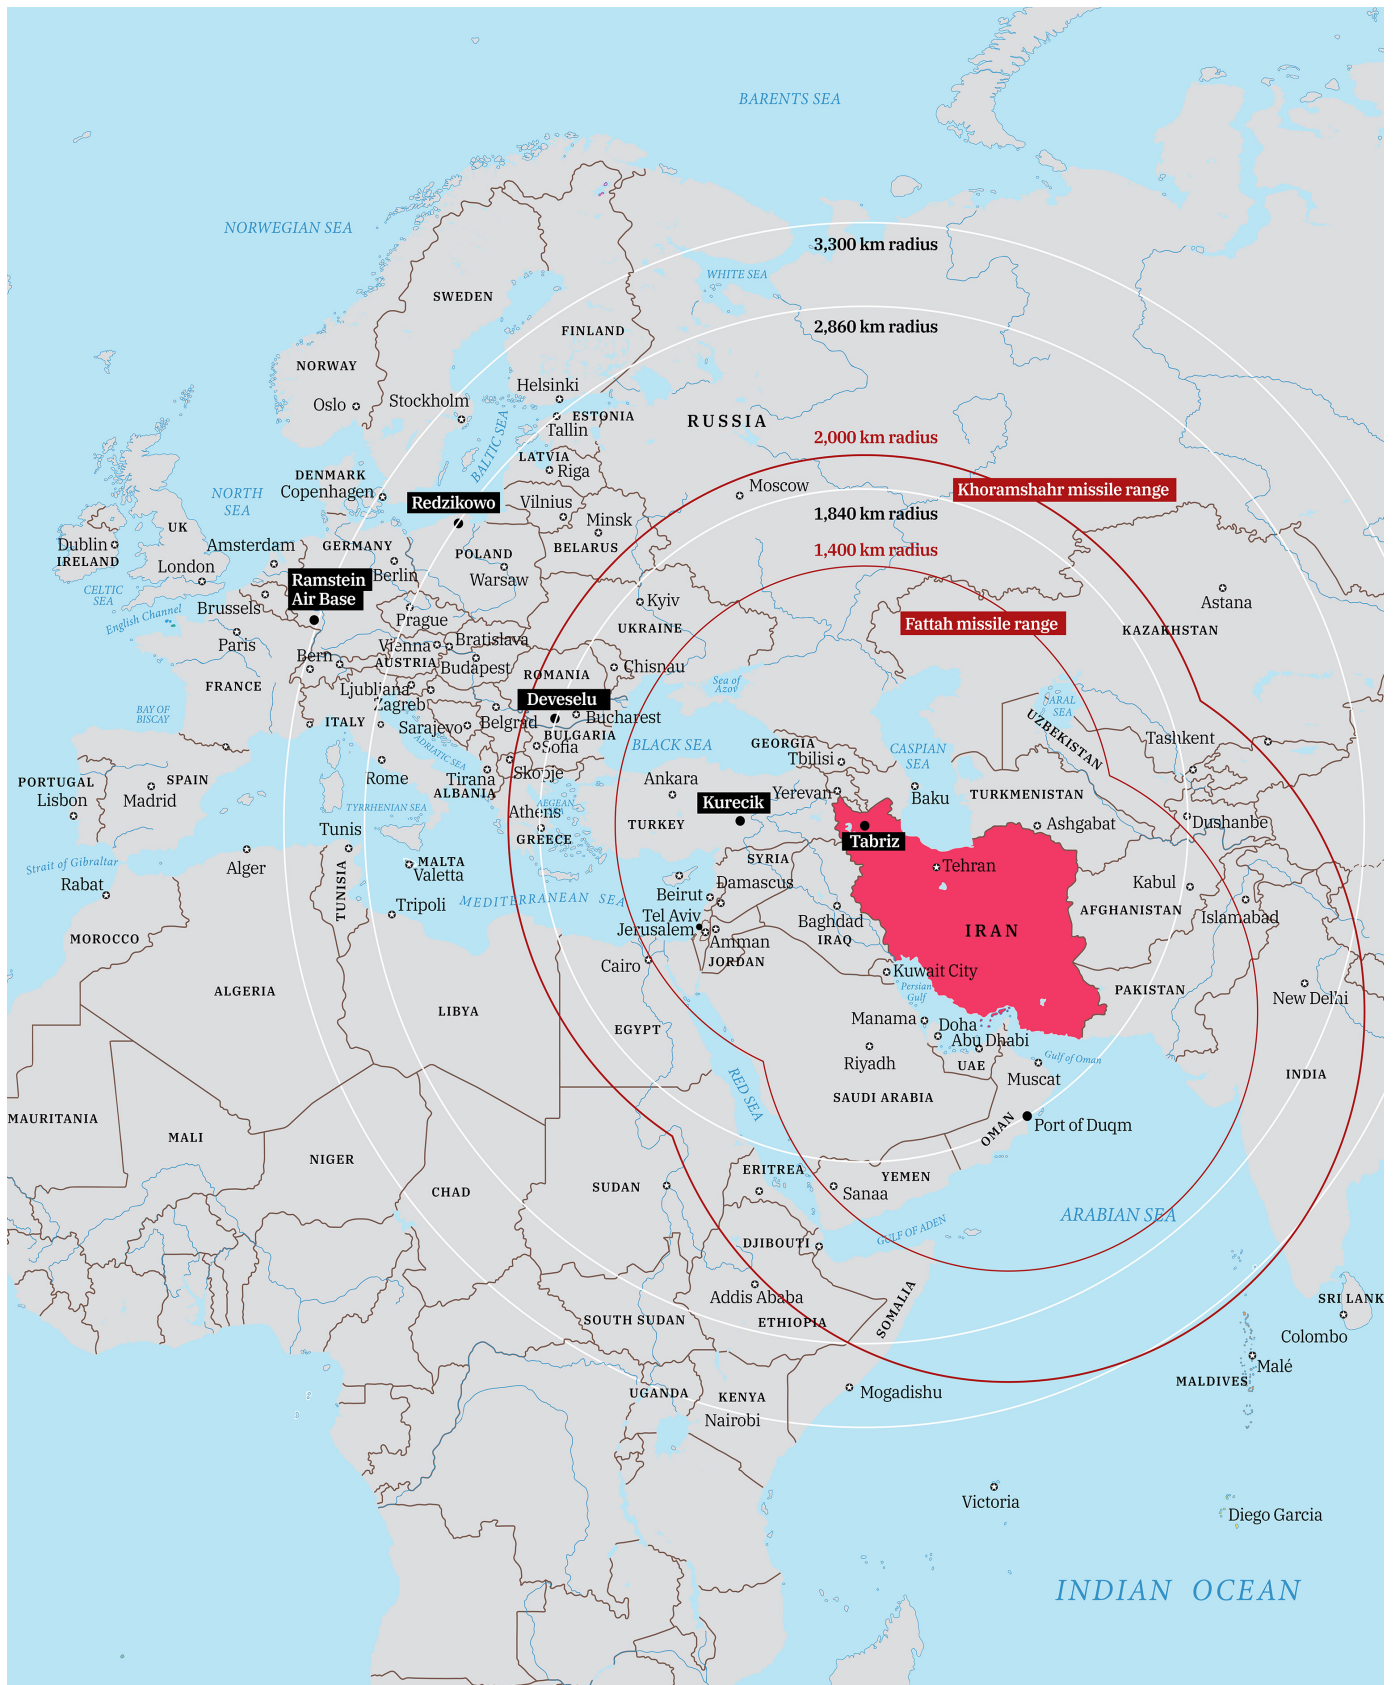 BARENTS SEA
NORWEGIAN SEA
3,300 km radius
WHITE SEA
SWEDEN
2,860 km radius
FINLAND
NORWAY
Helsinki
Oslo
Stockholm
ESTONIA
Tallin
RUSSIA
BALTIC SEA
2,000 km radius
LATVIA
Riga
DENMARK
Copenhagen
Moscow
Khoramshahr missile range
NORTH
SEA
Redzikowo
Vilnius
1,840 km radius
UK
Minsk
Dublin
IRELAND
Amsterdam
GERMANY
POLAND
BELARUS
1,400 km radius
London
Berlin
Warsaw
Ramstein
Air Base
CELTIC
SEA
English Channel
Brussels
Kyiv
Astana
Prague
UKRAINE
Fattah missile range
KAZAKHSTAN
Paris
Vienna
Bratislava
Bern
AUSTRIA
Budapest
Chisnau
ROMANIA
FRANCE
Ljubljana
Zagreb
Sea of
Azov
Deveselu
ARAL
SEA
BAY OF
BISCAY
ITALY
Sarajevo
Belgrad
Bucharest
BULGARIA
UZBEKISTAN
Tashkent
ADRIATIC SEA
Sofia
BLACK SEA
GEORGIA
Tbilisi
CASPIAN
SEA
PORTUGAL
Lisbon
SPAIN
Madrid
Rome
Tirana
ALBANIA
Skopje
Ankara
Yerevan
Baku
TURKMENISTAN
TYRRHENIAN SEA
AEGEAN
SEA
Athens
Kurecik
Tunis
GREECE
TURKEY
Tabriz
Ashgabat
Dushanbe
Strait of Gibraltar
Alger
MALTA
Valetta
SYRIA
Tehran
Rabat
TUNISIA
Tripoli
MEDITERRANEAN SEA
Beirut
Damascus
Kabul
Tel Aviv
Jerusalem
Baghdad
IRAQ
IRAN
AFGHANISTAN
Islamabad
MOROCCO
Amman
JORDAN
Cairo
Kuwait City
ALGERIA
LIBYA
EGYPT
Persian
Gulf
PAKISTAN
New Delhi
Manama
Doha
Abu Dhabi
Riyadh
UAE
Gulf of Oman
Muscat
INDIA
RED SEA
SAUDI ARABIA
MAURITANIA
MALI
OMAN
Port of Duqm
NIGER
CHAD
SUDAN
ERITREA
YEMEN
Sanaa
GULF OF ADEN
ARABIAN SEA
DJIBOUTI
Addis Ababa
SOUTH SUDAN
ETHIOPIA
SOMALIA
SRI LANK
Colombo
Malé
MALDIVES
UGANDA
KENYA
Nairobi
Mogadishu
Victoria
Diego Garcia
INDIAN OCEAN